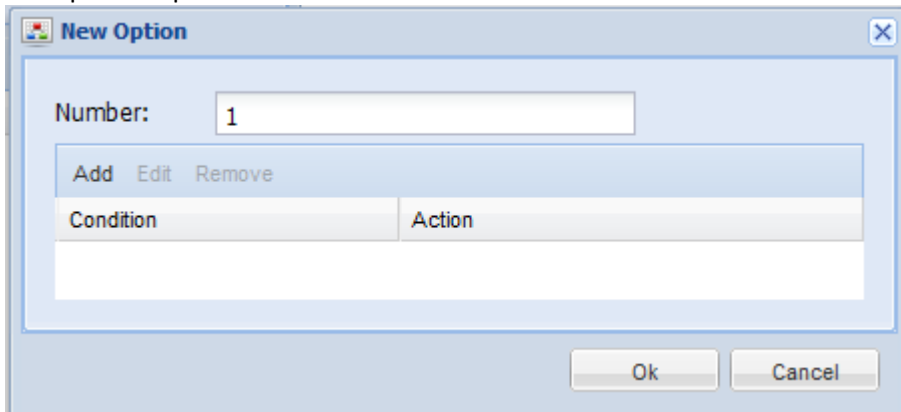 New Option
Number: 1
Add Edit Remove
Condition Action
Ok Cancel